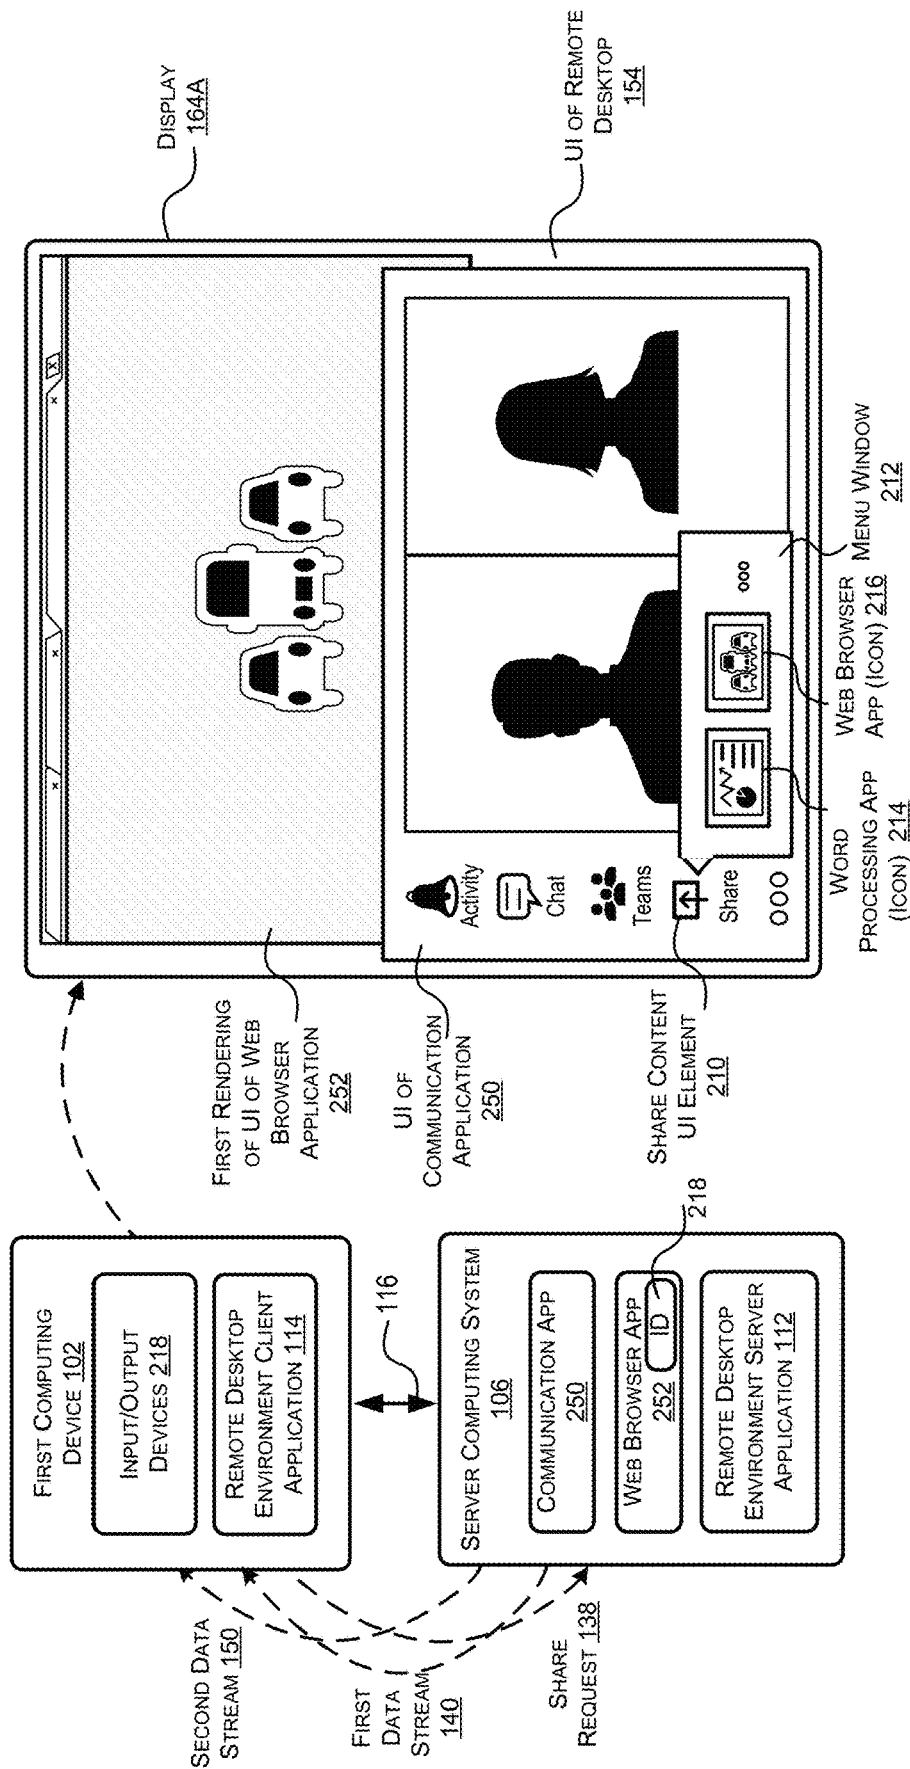 DISPLAY
164A
UI OF REMOTE
DESKTOP
154
FIRST RENDERING
OF UI OF WEB
BROWSER
APPLICATION
252
UI OF
COMMUNICATION
APPLICATION
250
SHARE CONTENT
UI ELEMENT
210
x
x
x
X
Activity
Chat
Teams
Share
WORD
PROCESSING APP
(ICON) 214
WEB BROWSER
APP (ICON) 216
MENU WINDOW
212
FIRST COMPUTING
DEVICE 102
INPUT/OUTPUT
DEVICES 218
REMOTE DESKTOP
ENVIRONMENT CLIENT
APPLICATION 114
116
SERVER COMPUTING SYSTEM
106
COMMUNICATION APP
250
WEB BROWSER APP
252
ID
218
REMOTE DESKTOP
ENVIRONMENT SERVER
APPLICATION 112
SECOND DATA
STREAM 150
FIRST
DATA
STREAM
140
SHARE
REQUEST 138